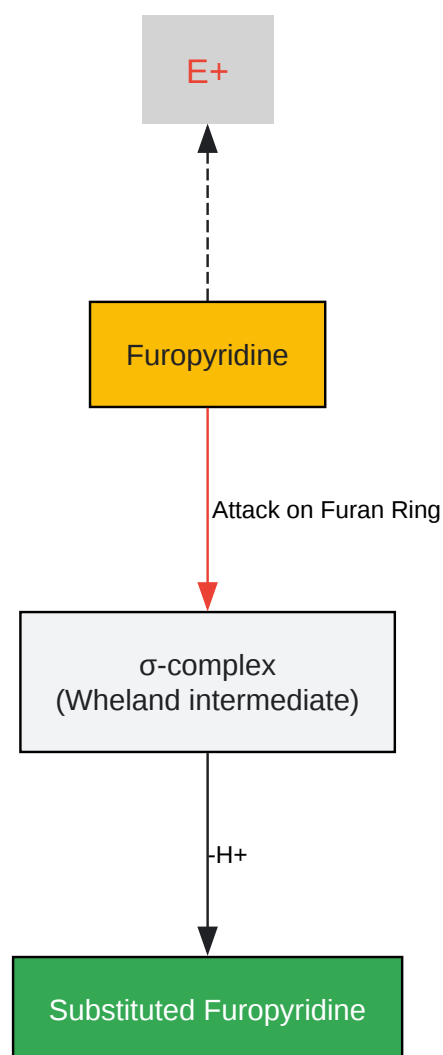 E+
Furopyridine
Attack on Furan Ring
σ-complex
(Wheland intermediate)
-H+
Substituted Furopyridine